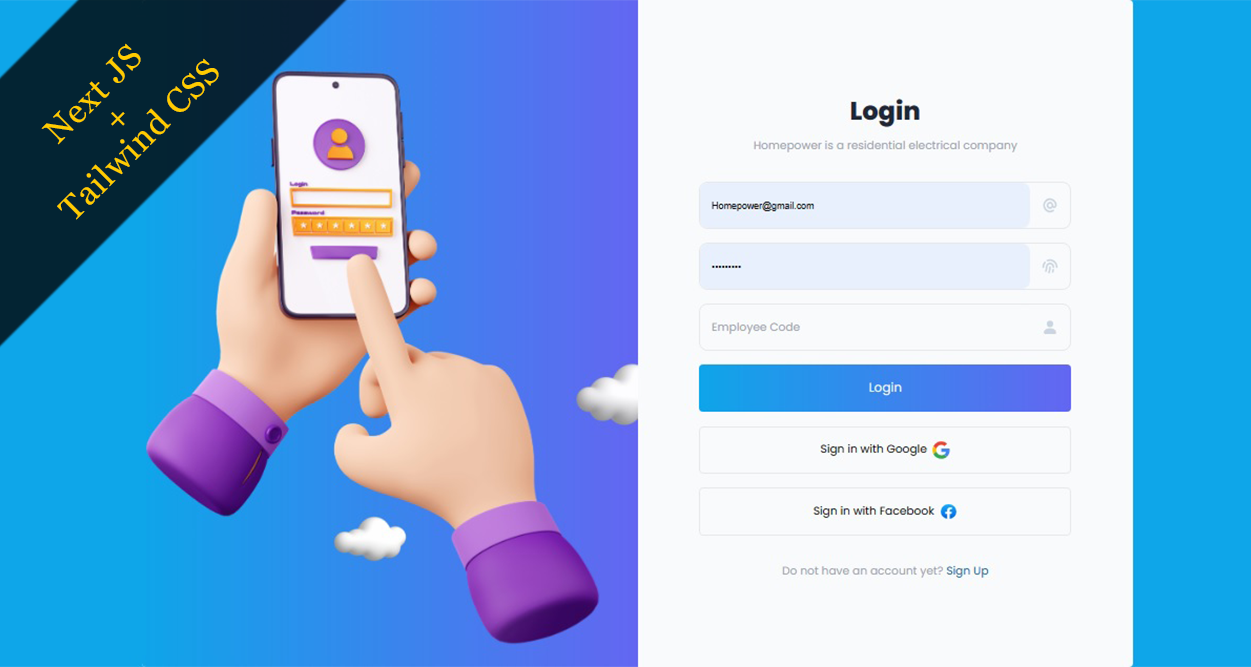 Next JS
+
Tailwind CSS
Login
Password
Login
Homepower is a residential electrical company
Homepower@gmail.com
•••••••••
Employee Code
Login
Sign in with Google
Sign in with Facebook
Do not have an account yet? Sign Up